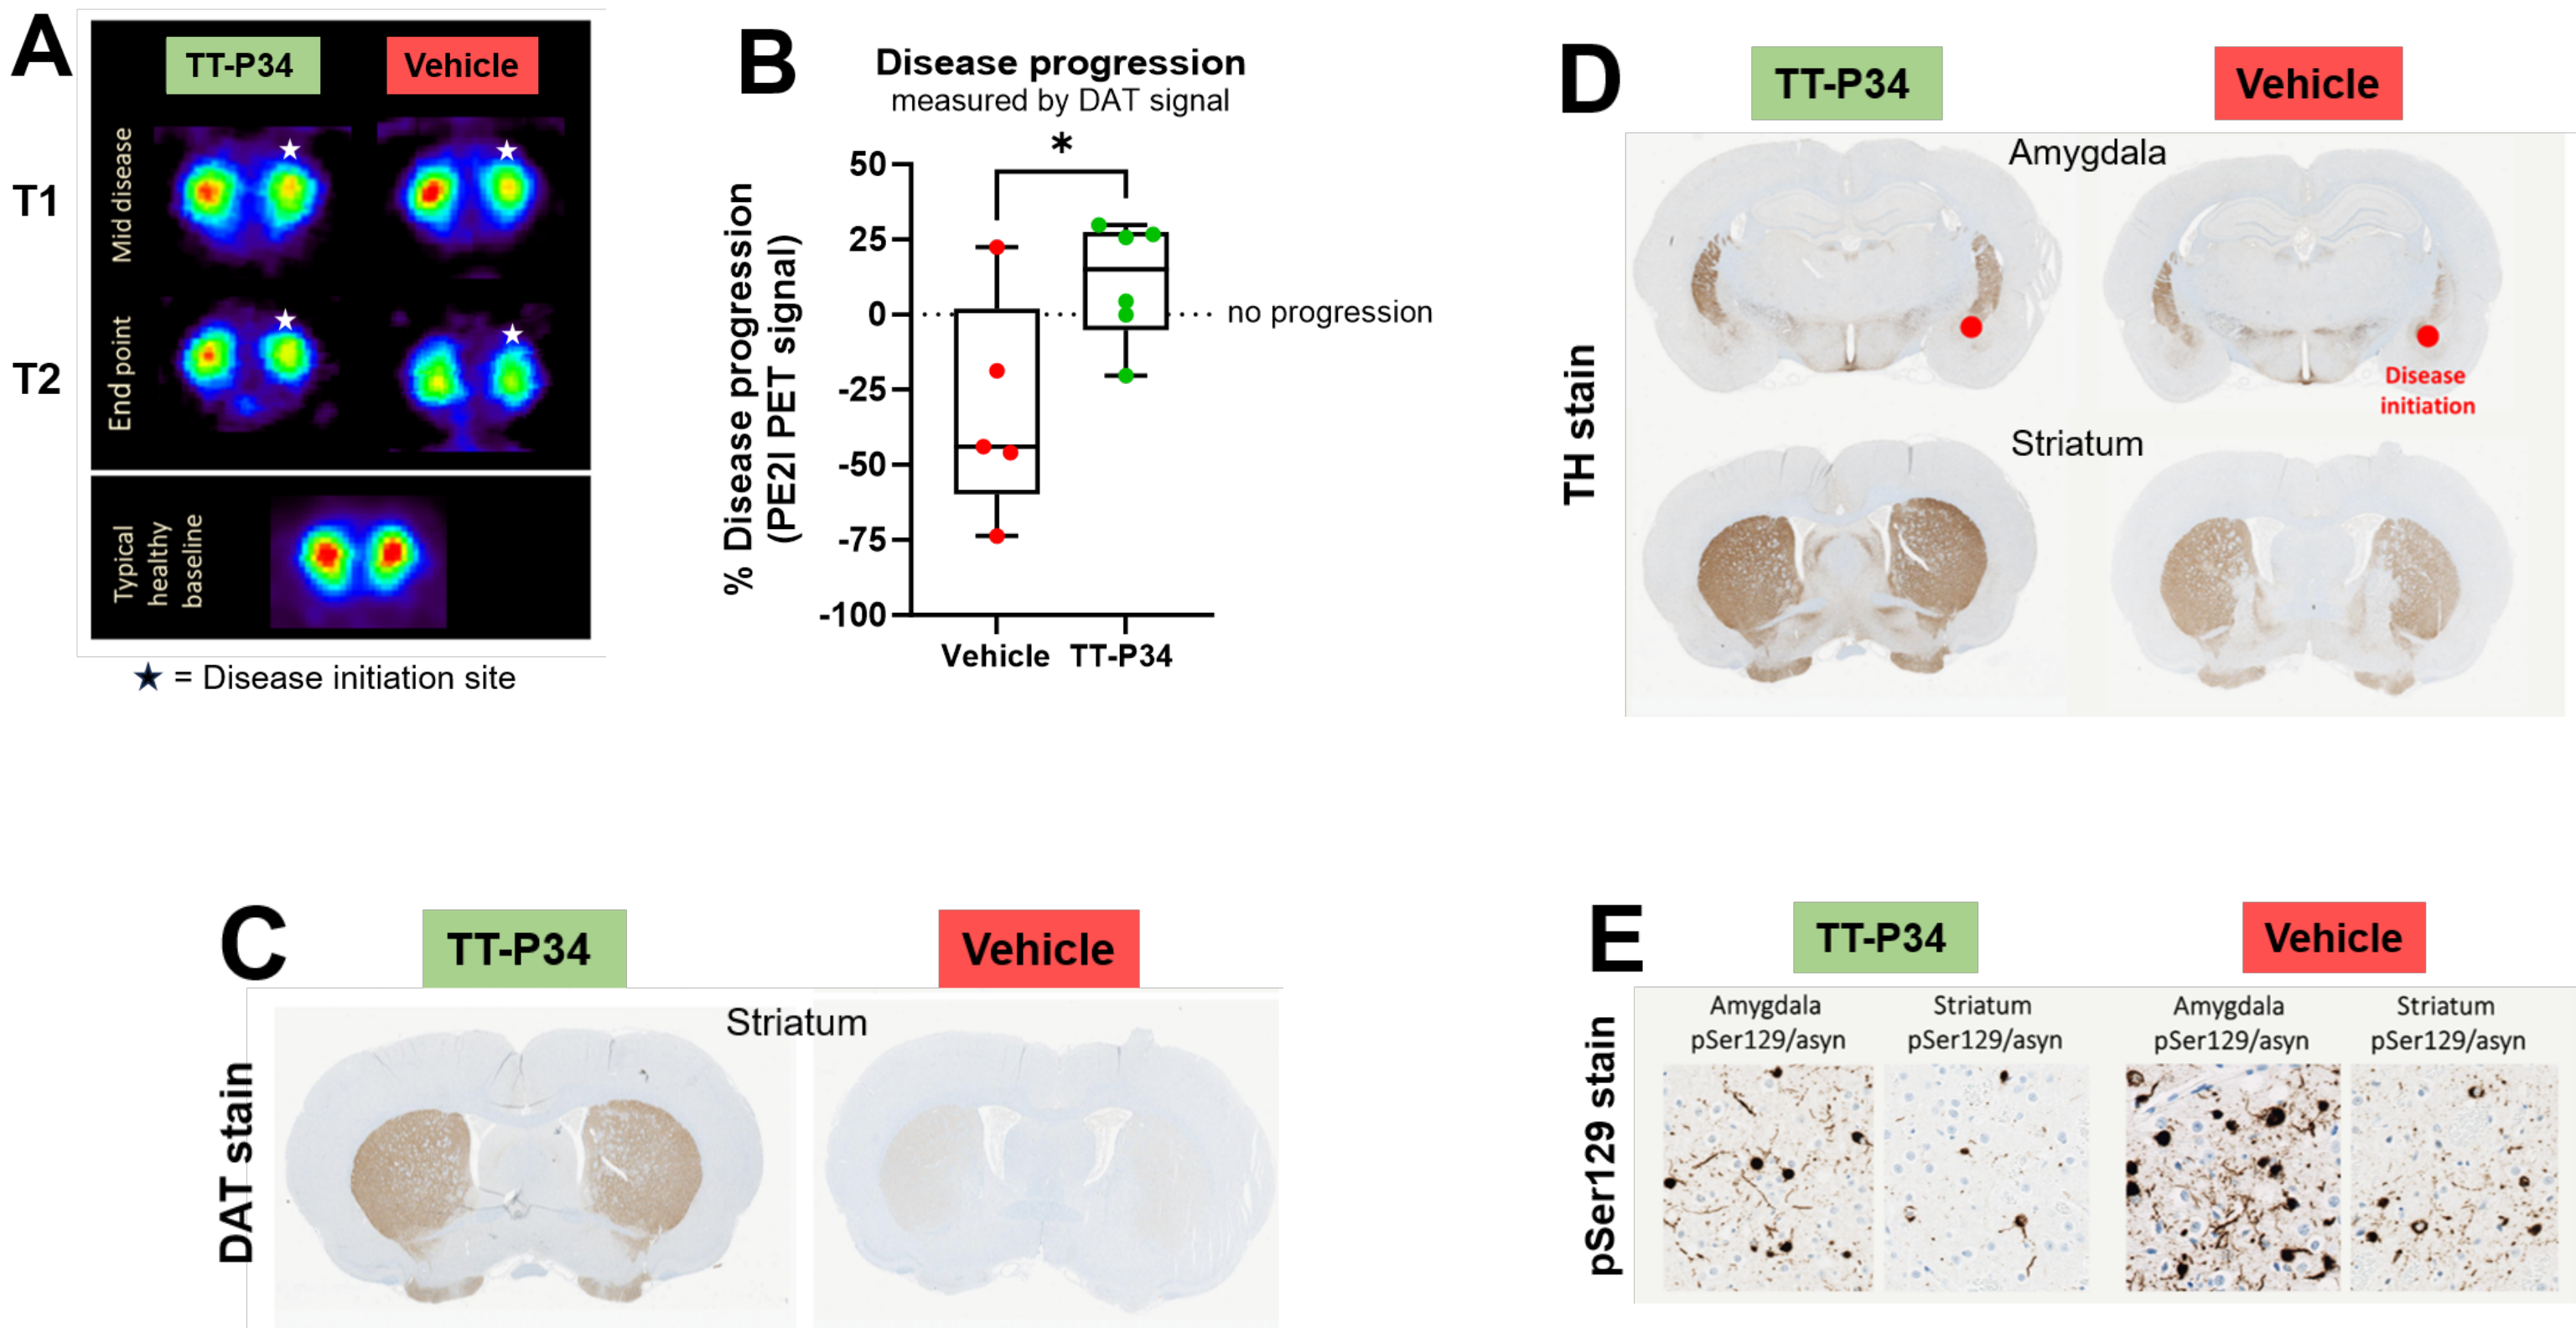 A
TT-P34
Vehicle
T1
Mid disease
T2
End point
Typical
healthy
baseline
★ = Disease initiation site
B
Disease progression
measured by DAT signal
*
% Disease progression
(PE2I PET signal)
50
25
0
-25
-50
-75
-100
no progression
Vehicle
TT-P34
C
TT-P34
Vehicle
DAT stain
Striatum
D
TT-P34
Vehicle
TH stain
Amygdala
Disease
initiation
Striatum
E
TT-P34
Vehicle
pSer129 stain
Amygdala
pSer129/asyn
Striatum
pSer129/asyn
Amygdala
pSer129/asyn
Striatum
pSer129/asyn